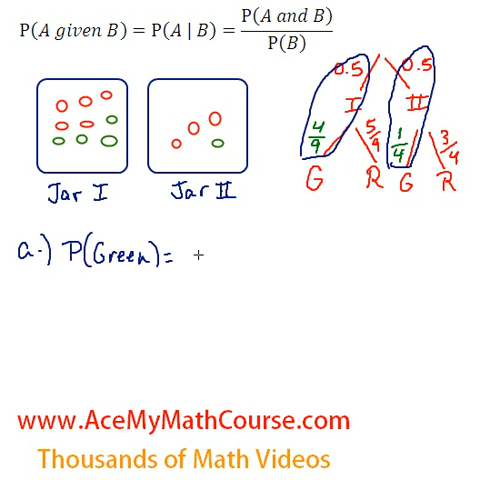 P(A given B) = P(A | B) = P(A and B) / P(B)
0.5 0.5
I II
4/9 5/9 1/4 3/4
G R G R
Jar I Jar II
a.) P(Green) =
www.AceMyMathCourse.com
Thousands of Math Videos